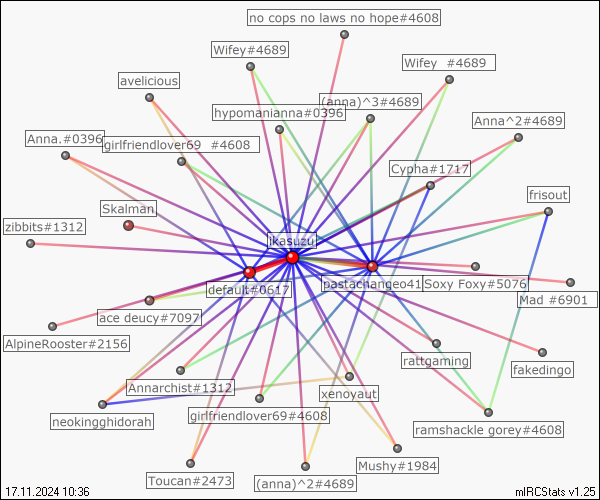 no cops no laws no hope#4608
Wifey#4689
Wifey #4689
avelicious
(anna)^3#4689
hypomanianna#0396
Anna^2#4689
Anna.#0396
girlfriendlover69 #4608
Cypha#1717
frisout
Skalman
zibbits#1312
jkasuzu
default#0617
pastachangeo41
Soxy Foxy#5076
Mad #6901
ace deucy#7097
AlpineRooster#2156
rattgaming
fakedingo
Annarchist#1312
xenoyaut
neokingghidorah
girlfriendlover69#4608
ramshackle gorey#4608
Mushy#1984
Toucan#2473
(anna)^2#4689
17.11.2024 10:36
mIRCStats v1.25